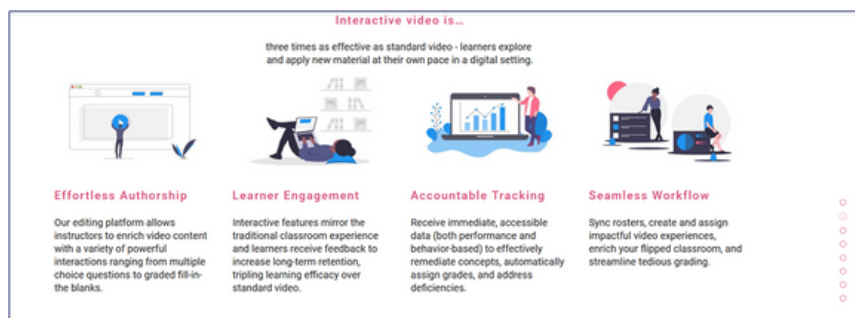 Interactive video is...
three times as effective as standard video - learners explore
and apply new material at their own pace in a digital setting.
Effortless Authorship
Our editing platform allows
instructors to enrich video content
with a variety of powerful
interactions ranging from multiple
choice questions to graded fill-in-
the blanks.
Learner Engagement
Interactive features mirror the
traditional classroom experience
and learners receive feedback to
increase long-term retention,
tripling learning efficacy over
standard video.
Accountable Tracking
Receive immediate, accessible
data (both performance and
behavior-based) to effectively
remediate concepts, automatically
assign grades, and address
deficiencies.
Seamless Workflow
Sync rosters, create and assign
impactful video experiences,
enrich your flipped classroom, and
streamline tedious grading.